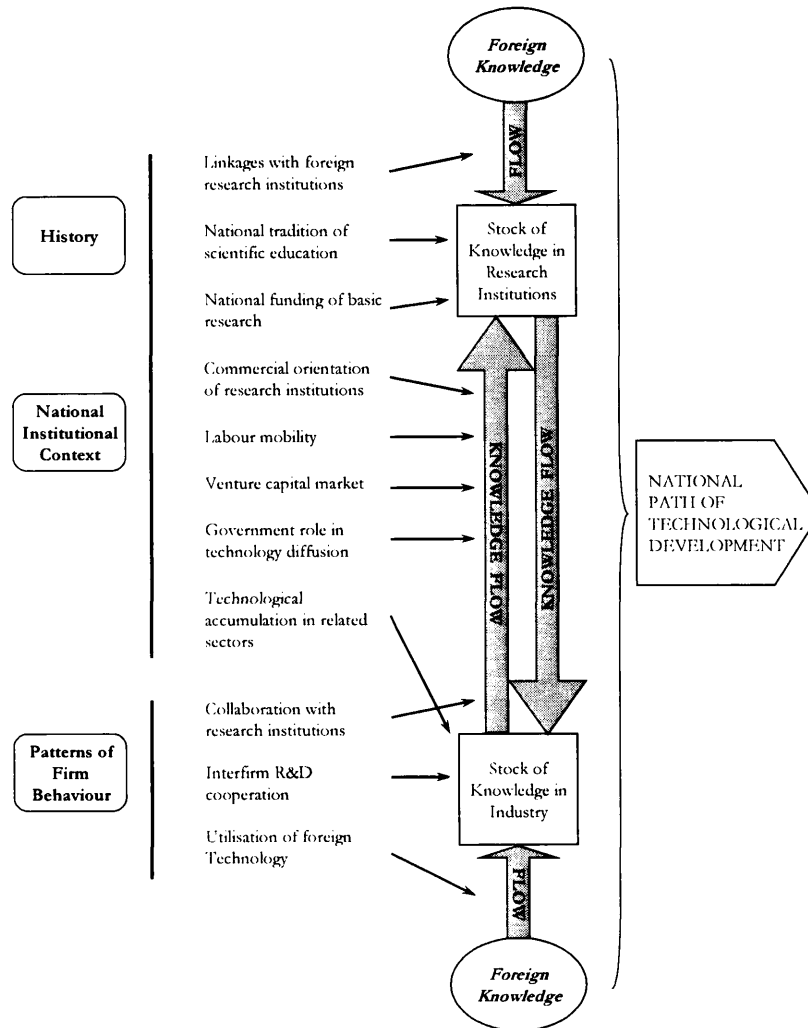 Foreign
Knowledge
FLOW
Linkages with foreign
research institutions
History
National tradition of
scientific education
Stock of
Knowledge in
Research
Institutions
National funding of basic
research
Commercial orientation
of research institutions
National
Institutional
Context
Labour mobility
Venture capital market
Government role in
technology diffusion
Technological
accumulation in related
sectors
KNOWLEDGE FLOW
KNOWLEDGE FLOW
NATIONAL
PATH OF
TECHNOLOGICAL
DEVELOPMENT
Collaboration with
research institutions
Patterns of
Firm
Behaviour
Interfirm R&D
cooperation
Stock of
Knowledge in
Industry
Utilisation of foreign
Technology
FLOW
Foreign
Knowledge